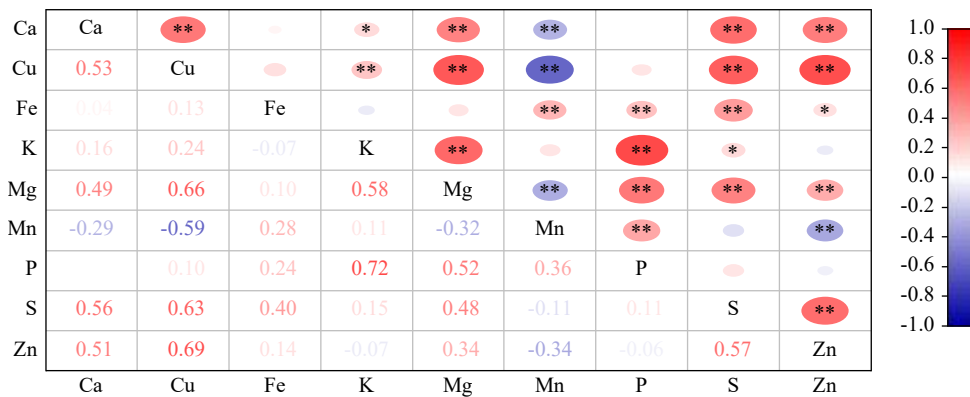 Ca Ca ** * ** ** ** ** 1.0
Cu 0.53 Cu ** ** ** ** ** 0.8
Fe 0.04 0.13 Fe ** ** ** * 0.6
K 0.16 0.24 -0.07 K ** ** * 0.4
Mg 0.49 0.66 0.10 0.58 Mg ** ** ** ** 0.2
Mn -0.29 -0.59 0.28 0.11 -0.32 Mn ** ** 0.0
P 0.10 0.24 0.72 0.52 0.36 P -0.2
S 0.56 0.63 0.40 0.15 0.48 -0.11 0.11 S ** -0.4
Zn 0.51 0.69 0.14 -0.07 0.34 -0.34 -0.06 0.57 Zn -0.6
-0.8
-1.0
Ca Cu Fe K Mg Mn P S Zn